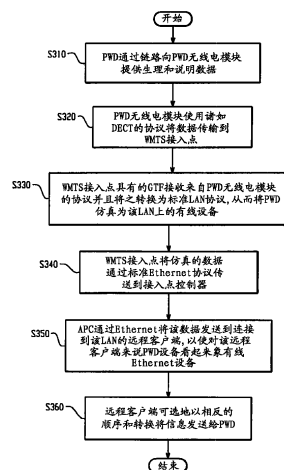 开始
S310
PWD通过链路向PWD无线电模块
提供生理和说明数据
S320
PWD无线电模块使用诸如
DECT的协议将数据传输到
WMTS接入点
S330
WMTS接入点具有的GTF接收来自PWD无线电模块
的协议并且将之转换为标准LAN协议,从而将PWD
仿真为该LAN上的有线设备
S340
WMTS接入点将仿真的数据
通过标准Ethernet协议传
送到接入点控制器
S350
APC通过Ethernet将该数据发送到连接
到该LAN的远程客户端,以使对该远程
客户端来说PWD设备看起来象有线
Ethernet设备
S360
远程客户端可选地以相反的
顺序和转换将信息发送给PWD
结束